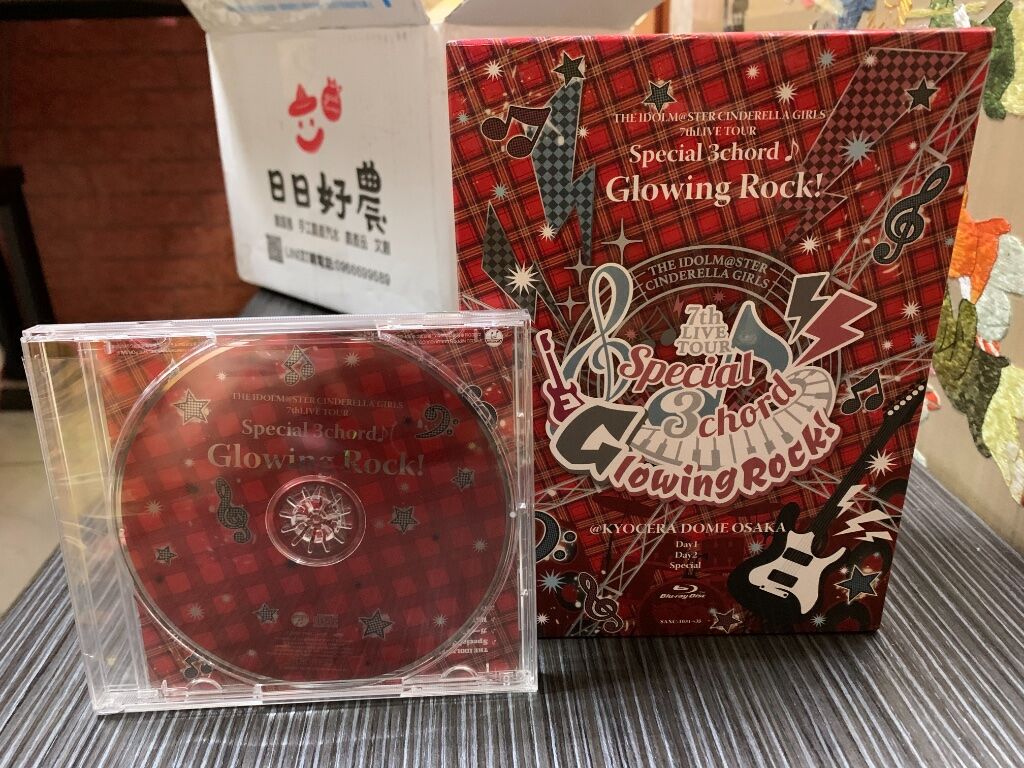 日日好農
THE IDOLM@STER CINDERELLA GIRLS
7thLIVE TOUR
Special 3chord♪
Glowing Rock!
THE IDOLM@STER
CINDERELLA GIRLS
7th
LIVE
TOUR
Special
3chord
Glowing Rock!
@KYOCERA DOME OSAKA
Day1
Day2
Special
Blu-ray Disc
THE IDOLM@STER CINDERELLA GIRLS
7thLIVE TOUR
Special 3chord♪
Glowing Rock!